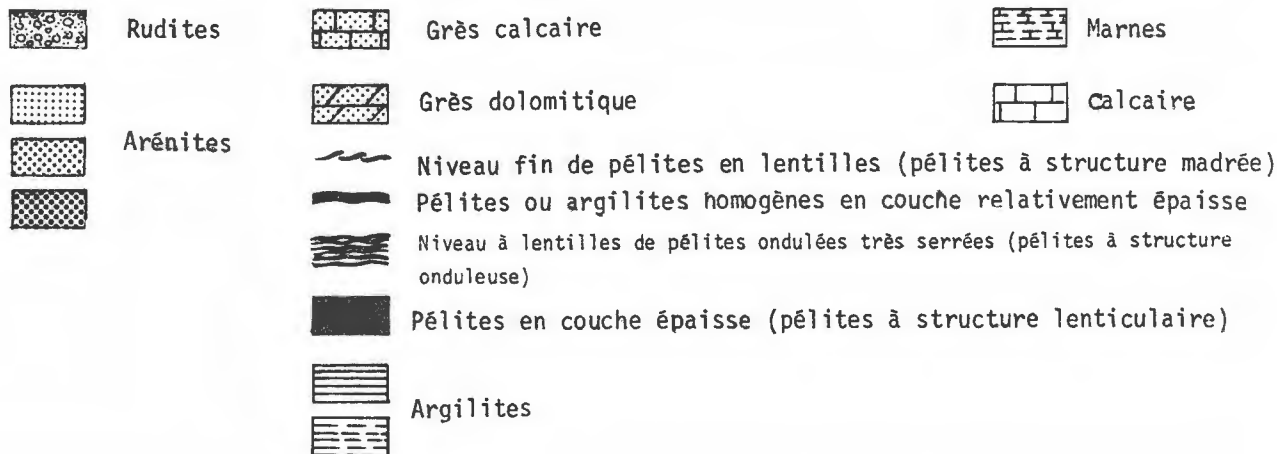 Rudites
Grès calcaire
Marnes
Grès dolomitique
calcaire
Arénites
Niveau fin de pélites en lentilles (pélites à structure madrée)
Pélites ou argilites homogènes en couche relativement épaisse
Niveau à lentilles de pélites ondulées très serrées (pélites à structure
onduleuse)
Pélites en couche épaisse (pélites à structure lenticulaire)
Argilites